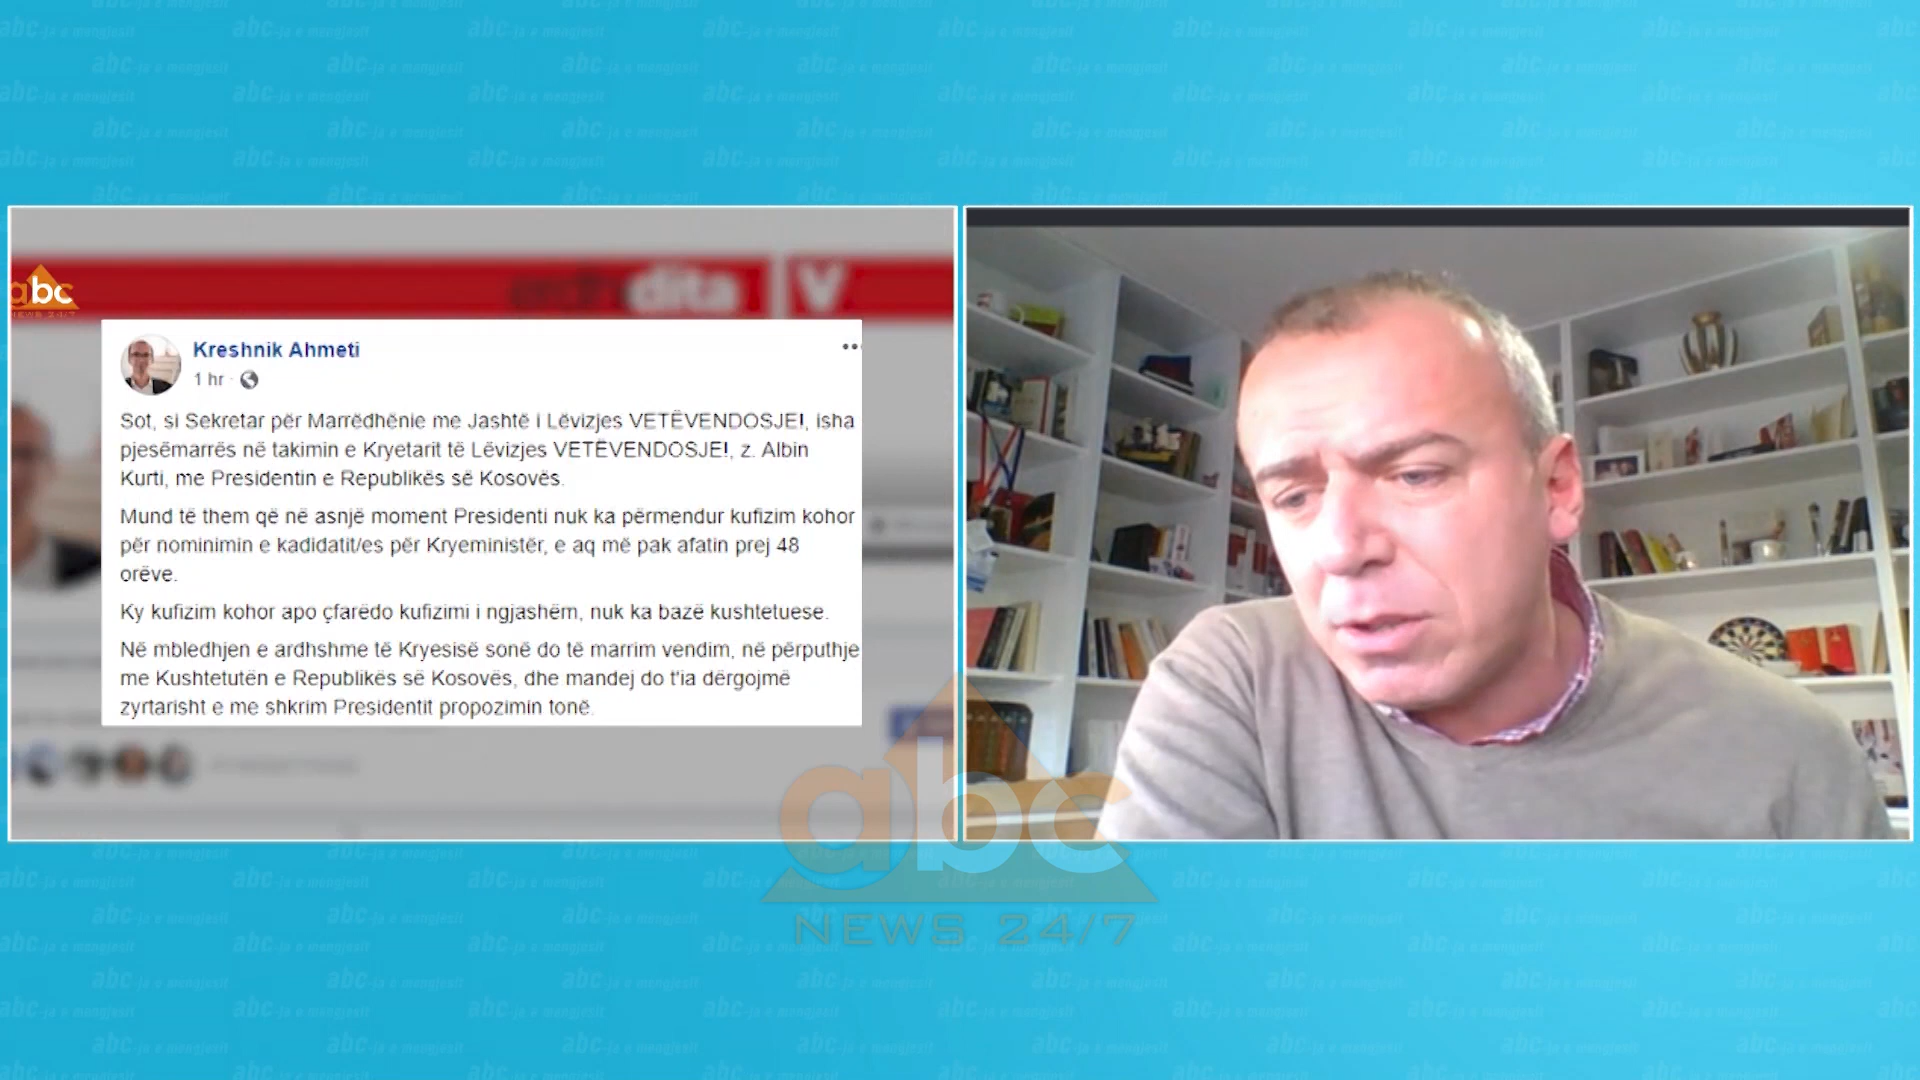 abc
NEWS 24/7
dita
V
Kreshnik Ahmeti
1 hr ·
Sot, si Sekretar për Marrëdhënie me Jashtë i Lëvizjes VETËVENDOSJE!, isha
pjesëmarrës në takimin e Kryetarit të Lëvizjes VETËVENDOSJE!, z. Albin
Kurti, me Presidentin e Republikës së Kosovës.
Mund të them që në asnjë moment Presidenti nuk ka përmendur kufizim kohor
për nominimin e kadidatit/es për Kryeministër, e aq më pak afatin prej 48
orëve.
Ky kufizim kohor apo çfarëdo kufizimi i ngjashëm, nuk ka bazë kushtetuese.
Në mbledhjen e ardhshme të Kryesisë sonë do të marrim vendim, në përputhje
me Kushtetutën e Republikës së Kosovës, dhe mandej do t'ia dërgojmë
zyrtarisht e me shkrim Presidentit propozimin tonë.
abc
NEWS 24/7